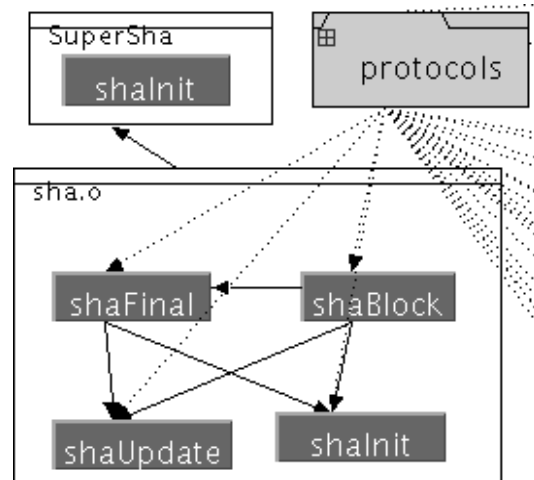 SuperSha
shaInit
protocols
sha.o
shaFinal
shaBlock
shaUpdate
shaInit